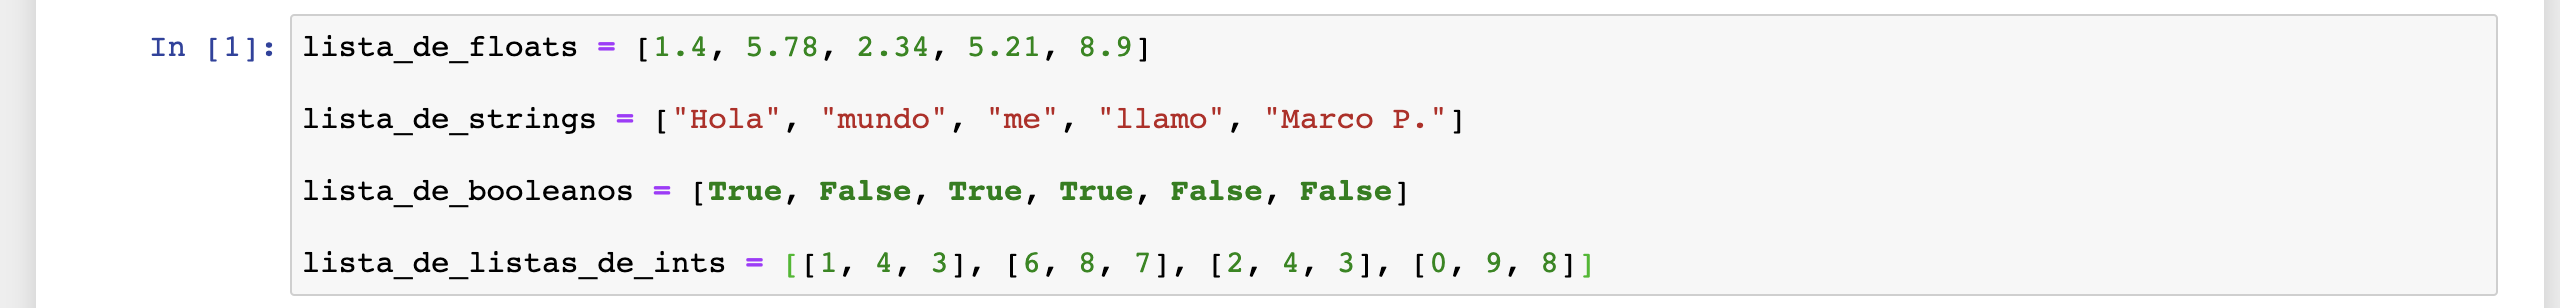 In [1]: lista_de_floats = [1.4, 5.78, 2.34, 5.21, 8.9]
lista_de_strings = ["Hola", "mundo", "me", "llamo", "Marco P."]
lista_de_booleanos = [True, False, True, True, False, False]
lista_de_listas_de_ints = [[1, 4, 3], [6, 8, 7], [2, 4, 3], [0, 9, 8]]